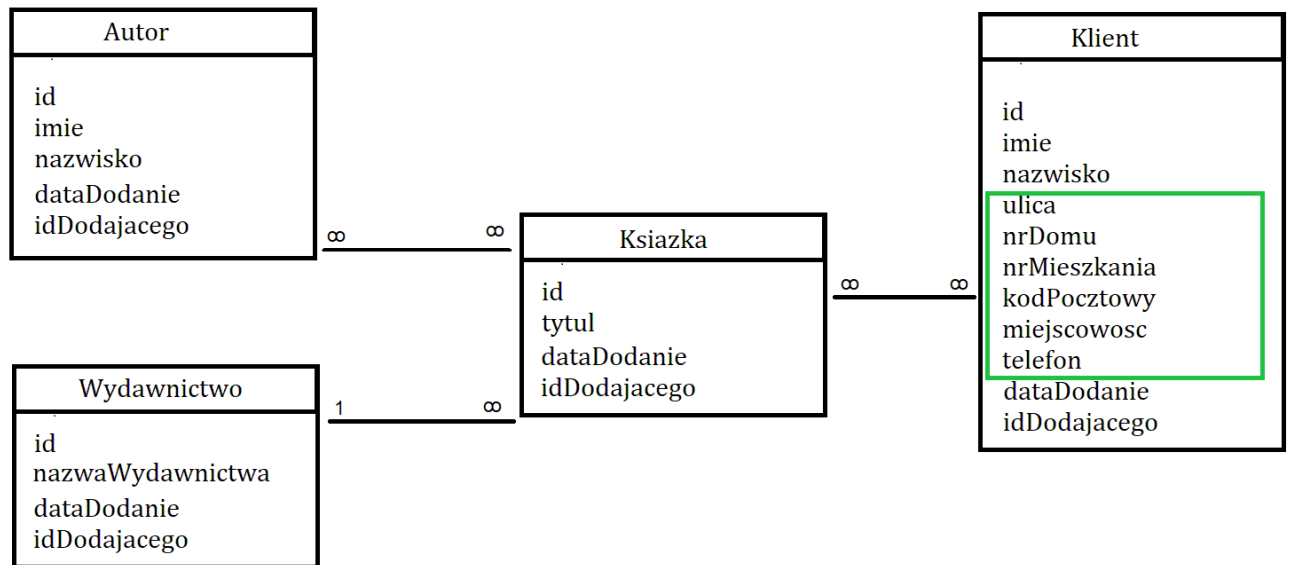 Autor
id
imie
nazwisko
dataDodanie
idDodajacego
∞ ∞
Wydawnictwo
id
nazwaWydawnictwa
dataDodanie
idDodajacego
1 ∞
Ksiazka
id
tytul
dataDodanie
idDodajacego
∞ ∞
Klient
id
imie
nazwisko
ulica
nrDomu
nrMieszkania
kodPocztowy
miejscowosc
telefon
dataDodanie
idDodajacego